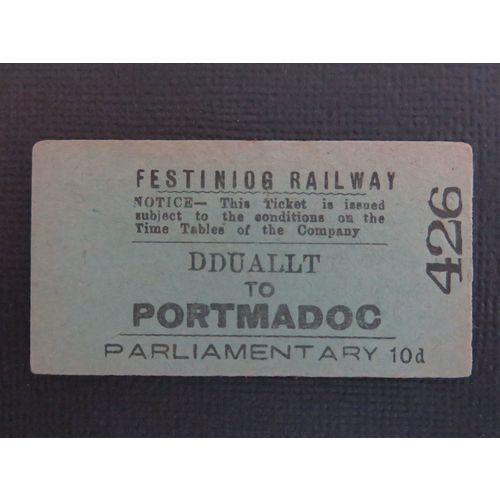 FESTINIOG RAILWAY
NOTICE— This Ticket is issued
subject to the conditions on the
Time Tables of the Company
DDUALLT
TO
PORTMADOC
PARLIAMENTARY 10d
426